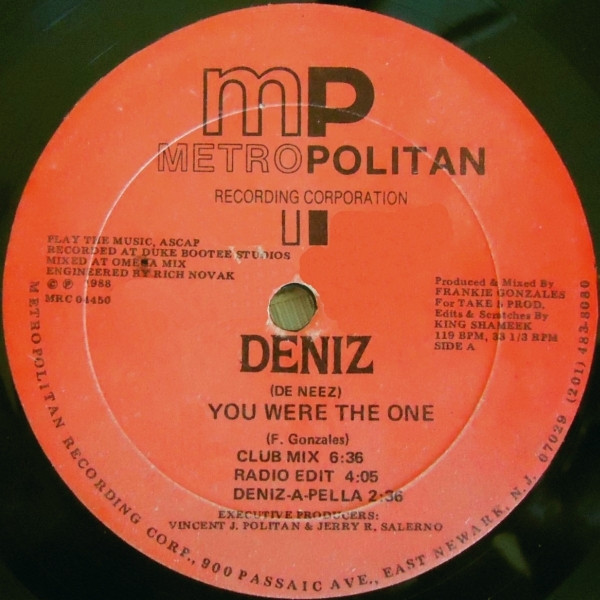 mP
METROPOLITAN
RECORDING CORPORATION
PLAY THE MUSIC, ASCAP
RECORDED AT DUKE BOOTEE STUDIOS
MIXED AT OMEGA MIX
ENGINEERED BY RICH NOVAK
© ℗ 1988
MRC 04450
Produced & Mixed By
FRANKIE GONZALES
For TAKE 1 PROD.
Edits & Scratches By
KING SHAMEEK
119 BPM, 33 1/3 RPM
SIDE A
DENIZ
(DE NEEZ)
YOU WERE THE ONE
(F. Gonzales)
CLUB MIX 6:36
RADIO EDIT 4:05
DENIZ-A-PELLA 2:36
EXECUTIVE PRODUCERS:
VINCENT J. POLITAN & JERRY R. SALERNO
METROPOLITAN RECORDING CORP., 900 PASSAIC AVE., EAST NEWARK, N.J. 07029 (201) 483-8080